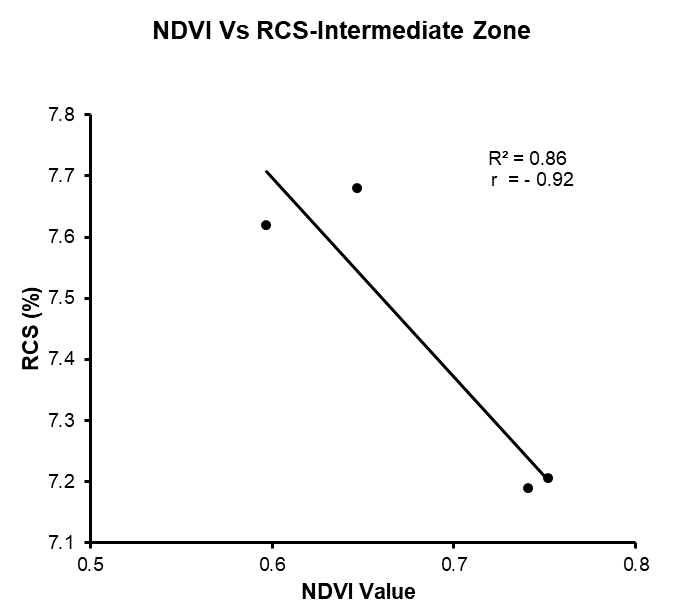 NDVI Vs RCS-Intermediate Zone
R² = 0.86
r = - 0.92
RCS (%)
7.8
7.7
7.6
7.5
7.4
7.3
7.2
7.1
0.5 0.6 0.7 0.8
NDVI Value